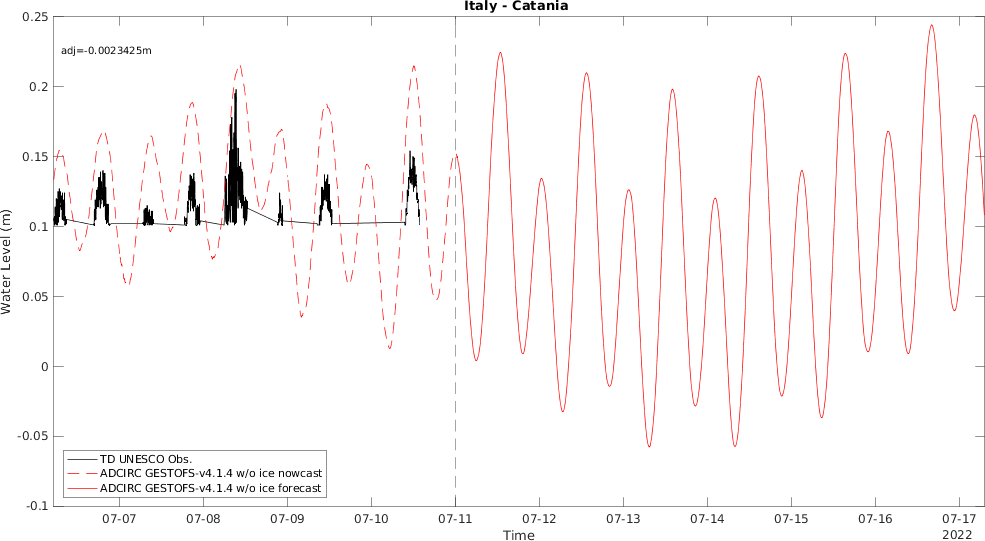 Italy - Catania
0.25
adj=-0.0023425m
0.2
0.15
0.1
0.05
0
-0.05
-0.1
Water Level (m)
TD UNESCO Obs.
ADCIRC GESTOFS-v4.1.4 w/o ice nowcast
ADCIRC GESTOFS-v4.1.4 w/o ice forecast
07-07 07-08 07-09 07-10 07-11 07-12 07-13 07-14 07-15 07-16 07-17
Time
2022